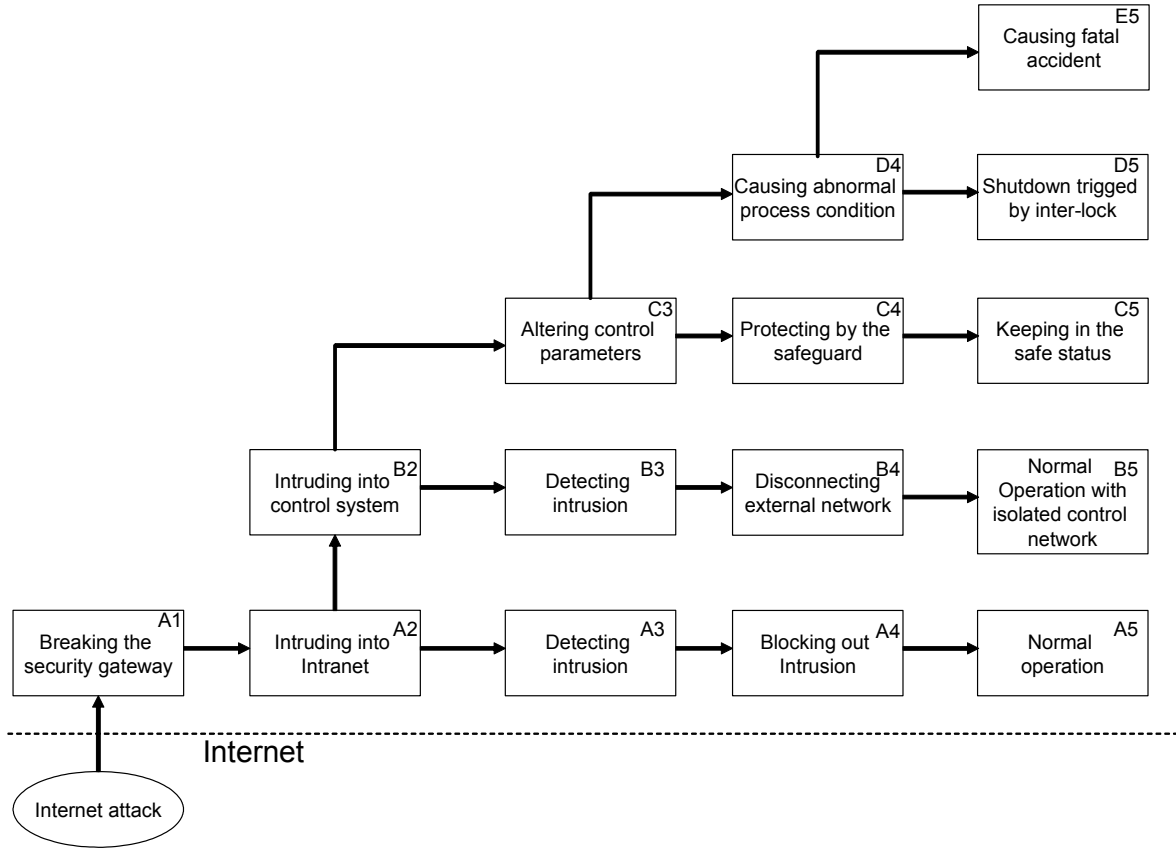 E5
Causing fatal
accident
D4
Causing abnormal
process condition
D5
Shutdown trigged
by inter-lock
C3
Altering control
parameters
C4
Protecting by the
safeguard
C5
Keeping in the
safe status
B2
Intruding into
control system
B3
Detecting
intrusion
B4
Disconnecting
external network
B5
Normal
Operation with
isolated control
network
A1
Breaking the
security gateway
A2
Intruding into
Intranet
A3
Detecting
intrusion
A4
Blocking out
Intrusion
A5
Normal
operation
Internet
Internet attack